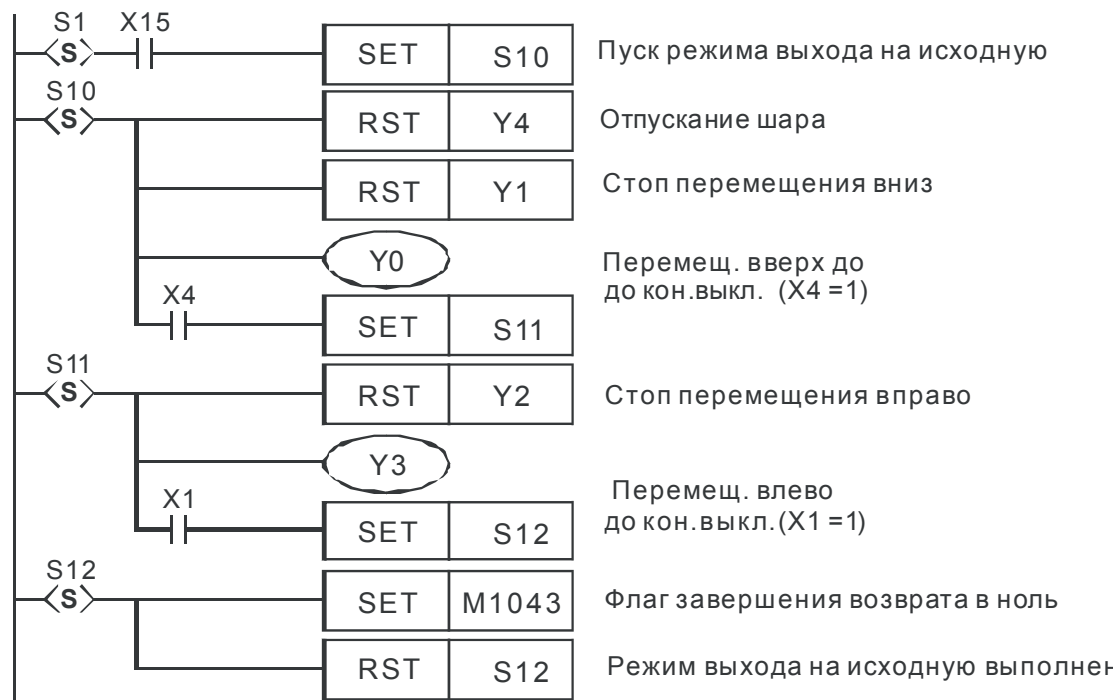 S1 X15
S SET S10 Пуск режима выхода на исходную
S10
S RST Y4 Отпускание шара
RST Y1 Стоп перемещения вниз
Y0 Перемещ. вверх до
до кон.выкл. (X4 =1)
X4
SET S11
S11
S RST Y2 Стоп перемещения вправо
Y3
Перемещ. влево
X1
SET S12 до кон.выкл.(X1 =1)
S12
S SET M1043 Флаг завершения возврата в ноль
RST S12 Режим выхода на исходную выполнен